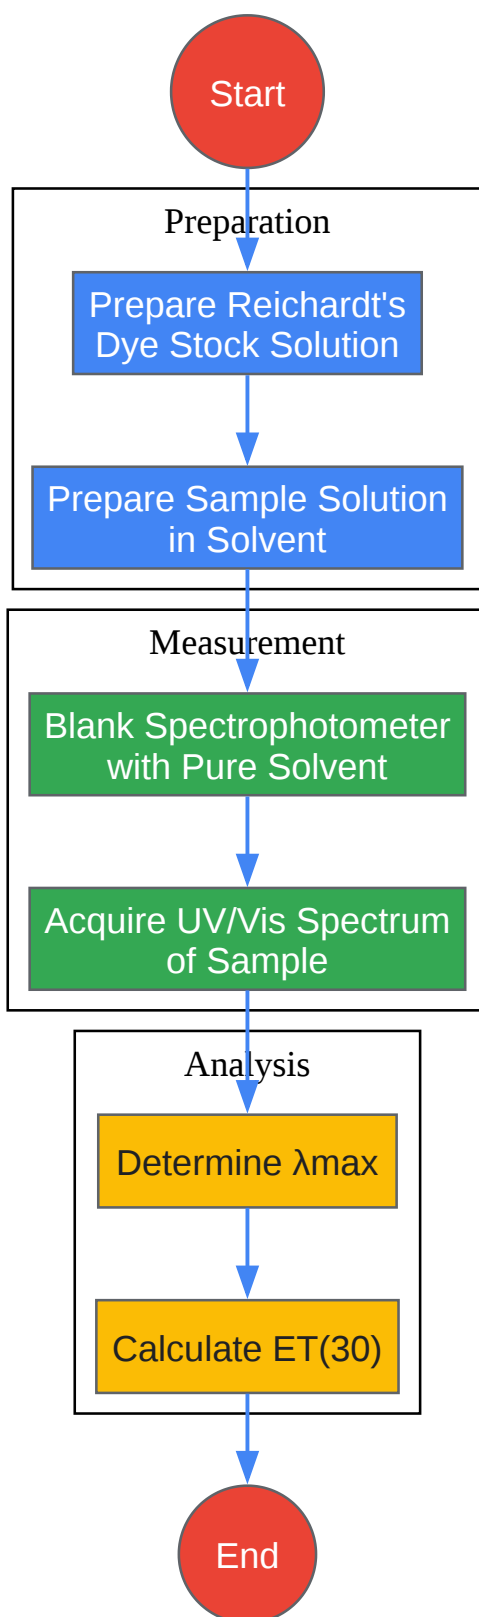 Start
Preparation
Prepare Reichardt's
Dye Stock Solution
Prepare Sample Solution
in Solvent
Measurement
Blank Spectrophotometer
with Pure Solvent
Acquire UV/Vis Spectrum
of Sample
Analysis
Determine λmax
Calculate ET(30)
End